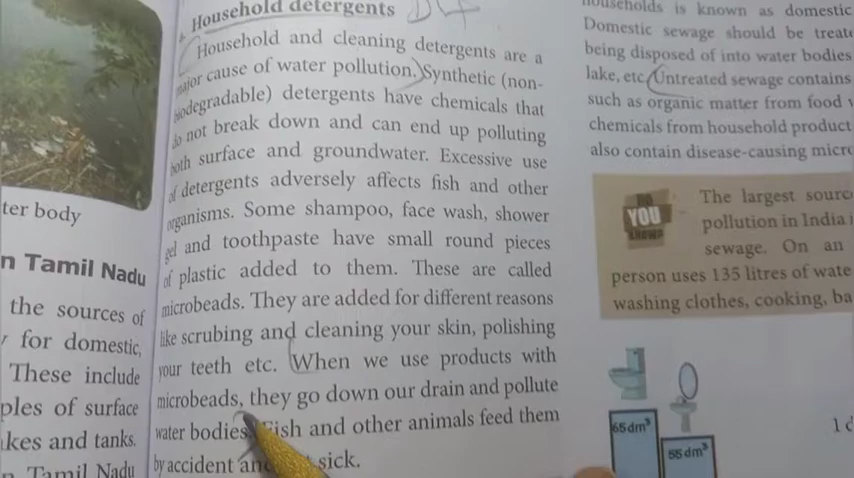 ter body
n Tamil Nadu
the sources of
for domestic,
These include
ples of surface
kes and tanks.
n Tamil Nadu
Household detergents
Household and cleaning detergents are a
major cause of water pollution. Synthetic (non-
biodegradable) detergents have chemicals that
do not break down and can end up polluting
both surface and groundwater. Excessive use
of detergents adversely affects fish and other
organisms. Some shampoo, face wash, shower
gel and toothpaste have small round pieces
of plastic added to them. These are called
microbeads. They are added for different reasons
like scrubing and cleaning your skin, polishing
your teeth etc. When we use products with
microbeads, they go down our drain and pollute
water bodies. Fish and other animals feed them
by accident and sick.
households is known as domestic
Domestic sewage should be treate
being disposed of into water bodies
lake, etc. Untreated sewage contains
such as organic matter from food
chemicals from household product
also contain disease-causing micro
DO
YOU
KNOW?
The largest source
pollution in India i
sewage. On an
person uses 135 litres of wate
washing clothes, cooking, ba
65 dm³
55 dm³
1 d